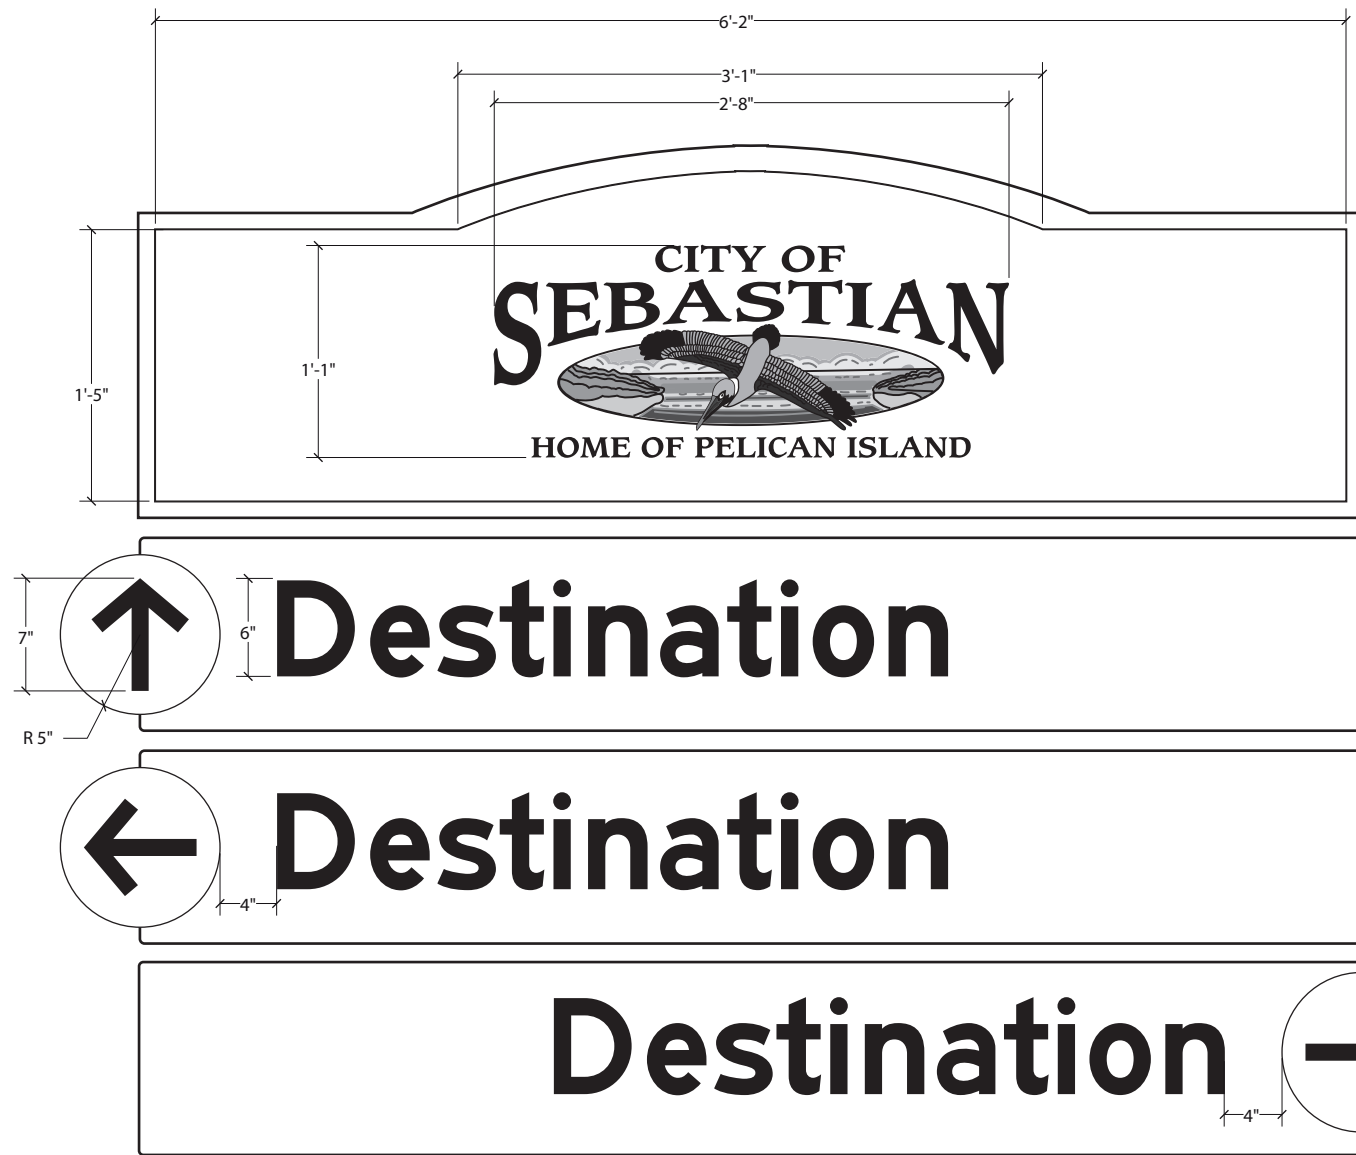 6'-2"
3'-1"
2'-8"
CITY OF
SEBASTIAN
1'-1"
1'-5"
HOME OF PELICAN ISLAND
7"
6"
Destination
R 5"
Destination
4"
Destination
4"